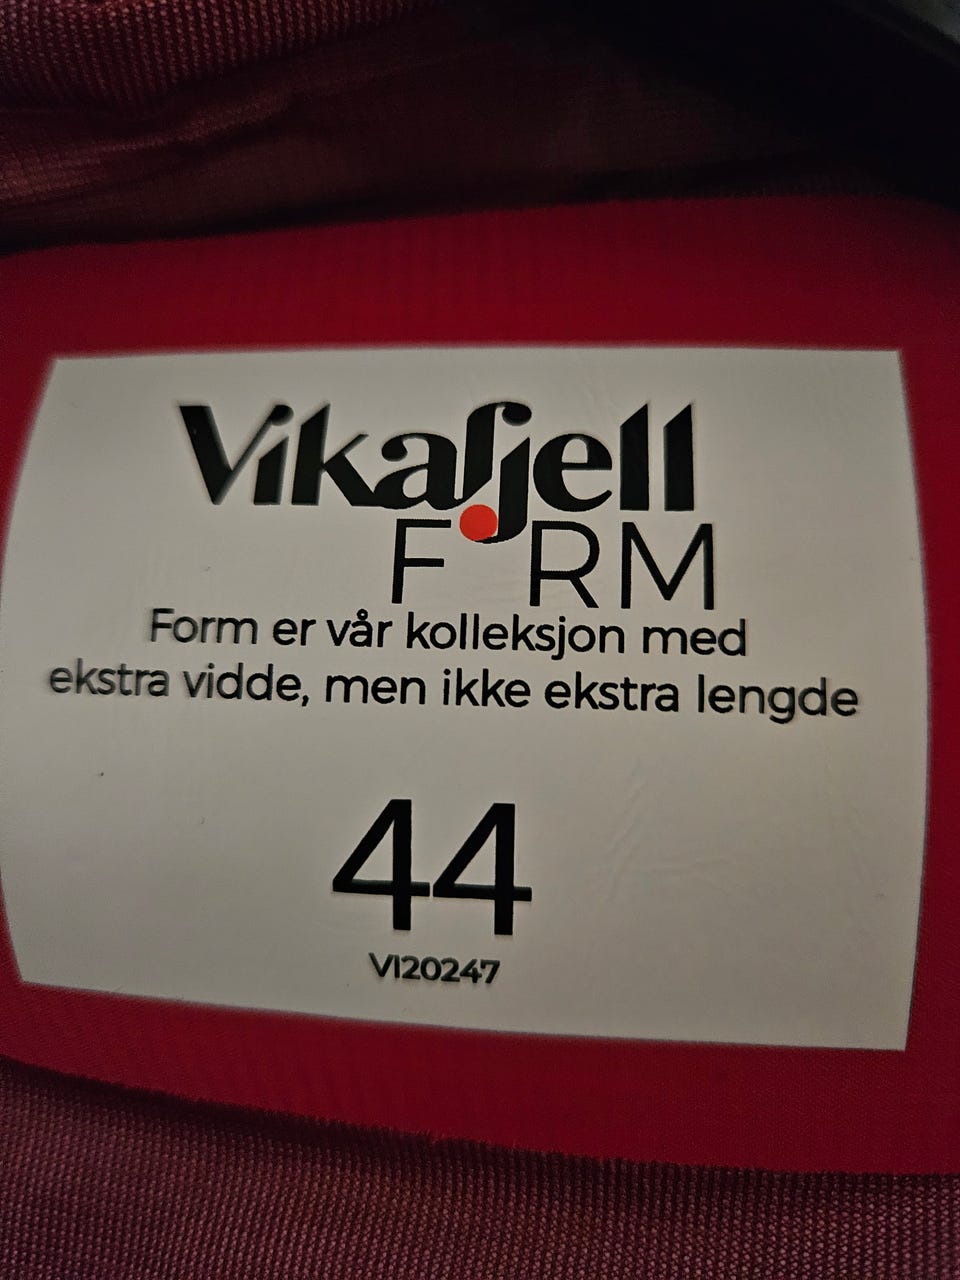 Vikafjell
FORM
Form er vår kolleksjon med
ekstra vidde, men ikke ekstra lengde
44
VI20247